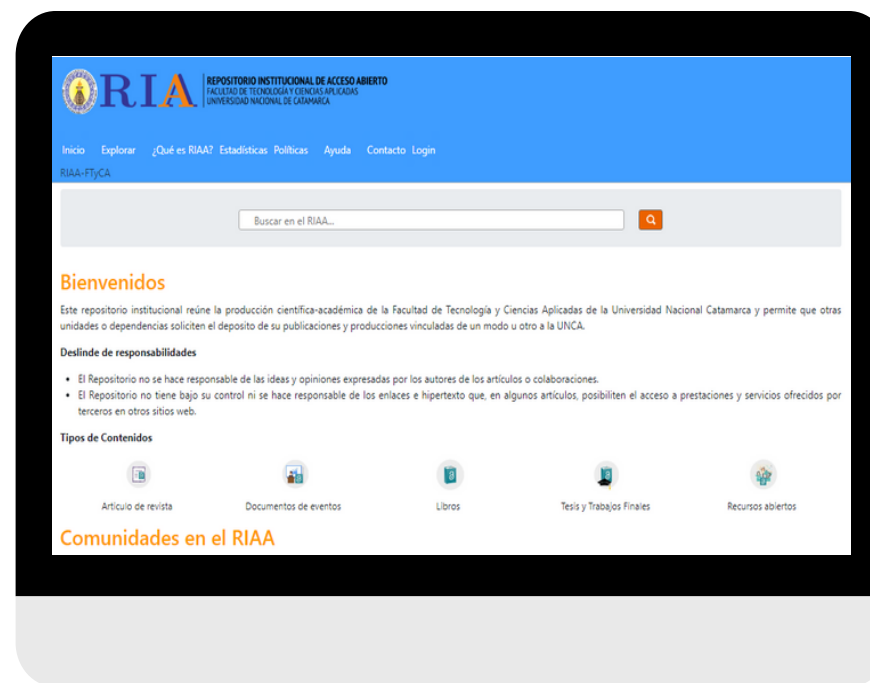 RIA
REPOSITORIO INSTITUCIONAL DE ACCESO ABIERTO
FACULTAD DE TECNOLOGÍA Y CIENCIAS APLICADAS
UNIVERSIDAD NACIONAL DE CATAMARCA
Inicio Explorar ¿Qué es RIAA? Estadísticas Políticas Ayuda Contacto Login
RIAA-FTyCA
Buscar en el RIAA...
Bienvenidos
Este repositorio institucional reúne la producción científica-académica de la Facultad de Tecnología y Ciencias Aplicadas de la Universidad Nacional Catamarca y permite que otras
unidades o dependencias soliciten el deposito de su publicaciones y producciones vinculadas de un modo u otro a la UNCA.
Deslinde de responsabilidades
• El Repositorio no se hace responsable de las ideas y opiniones expresadas por los autores de los artículos o colaboraciones.
• El Repositorio no tiene bajo su control ni se hace responsable de los enlaces e hipertexto que, en algunos artículos, posibiliten el acceso a prestaciones y servicios ofrecidos por
terceros en otros sitios web.
Tipos de Contenidos
Artículo de revista Documentos de eventos Libros Tesis y Trabajos Finales Recursos abiertos
Comunidades en el RIAA